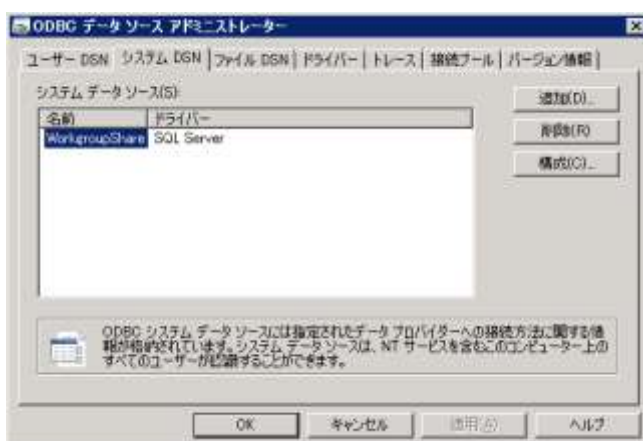 ODBC データ ソース アドミニストレーター
ユーザー DSN システム DSN ファイル DSN ドライバー トレース 接続プール バージョン情報
システム データ ソース(S):
追加(D)...
名前 ドライバー
WorkgroupShare SQL Server
削除(R)
構成(C)...
ODBC システム データ ソースには指定されたデータ プロバイダーへの接続方法に関する情
報が格納されています。システム データ ソースは、NT サービスを含むこのコンピューター上の
すべてのユーザーが認識することができます。
OK キャンセル 適用(A) ヘルプ